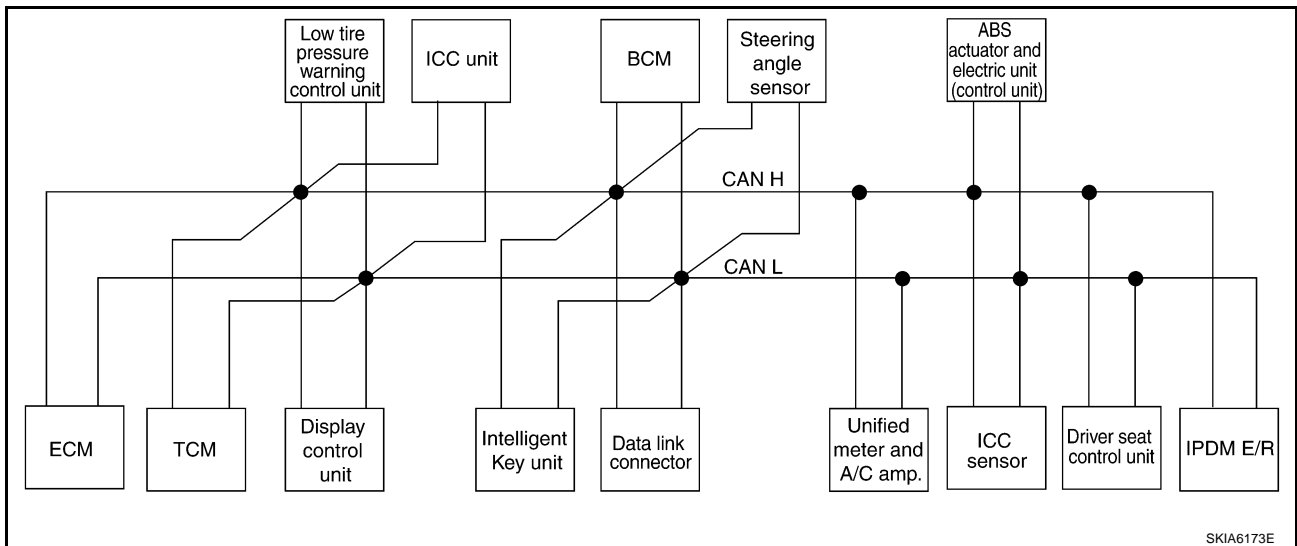 Low tire
pressure
warning
control unit
ICC unit
BCM
Steering
angle
sensor
ABS
actuator and
electric unit
(control unit)
CAN H
CAN L
ECM
TCM
Display
control
unit
Intelligent
Key unit
Data link
connector
Unified
meter and
A/C amp.
ICC
sensor
Driver seat
control unit
IPDM E/R
SKIA6173E